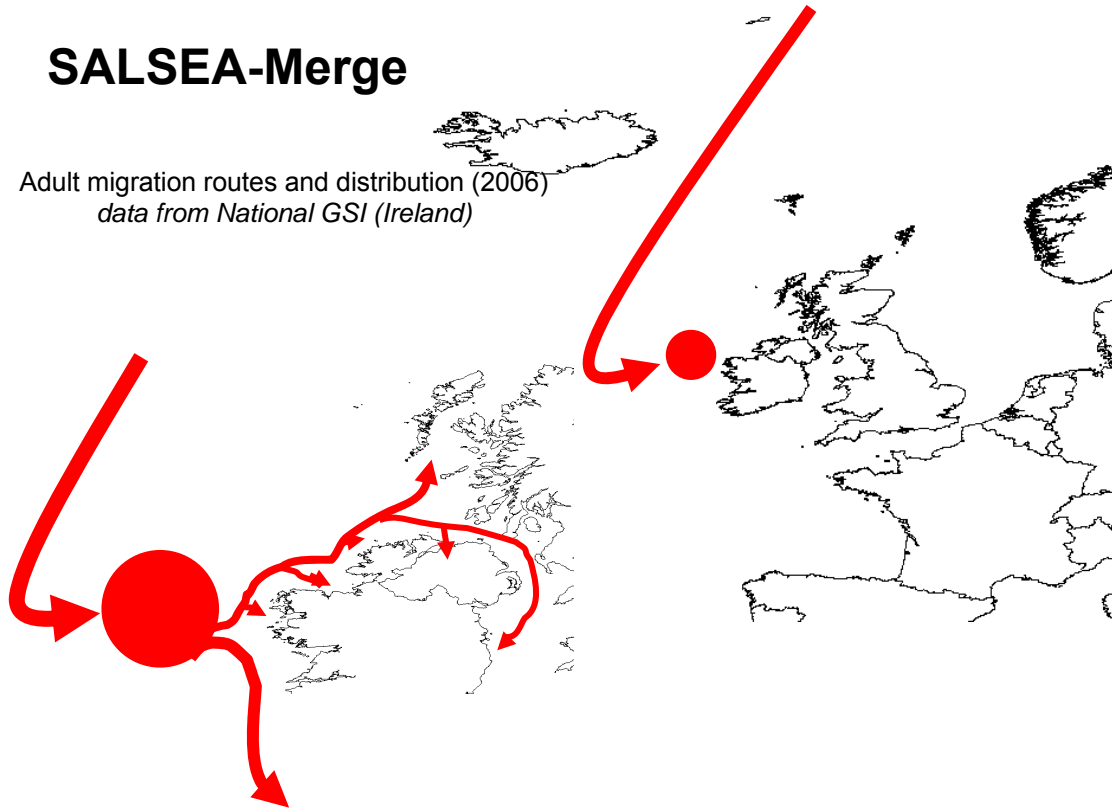 SALSEA-Merge
Adult migration routes and distribution (2006)
data from National GSI (Ireland)